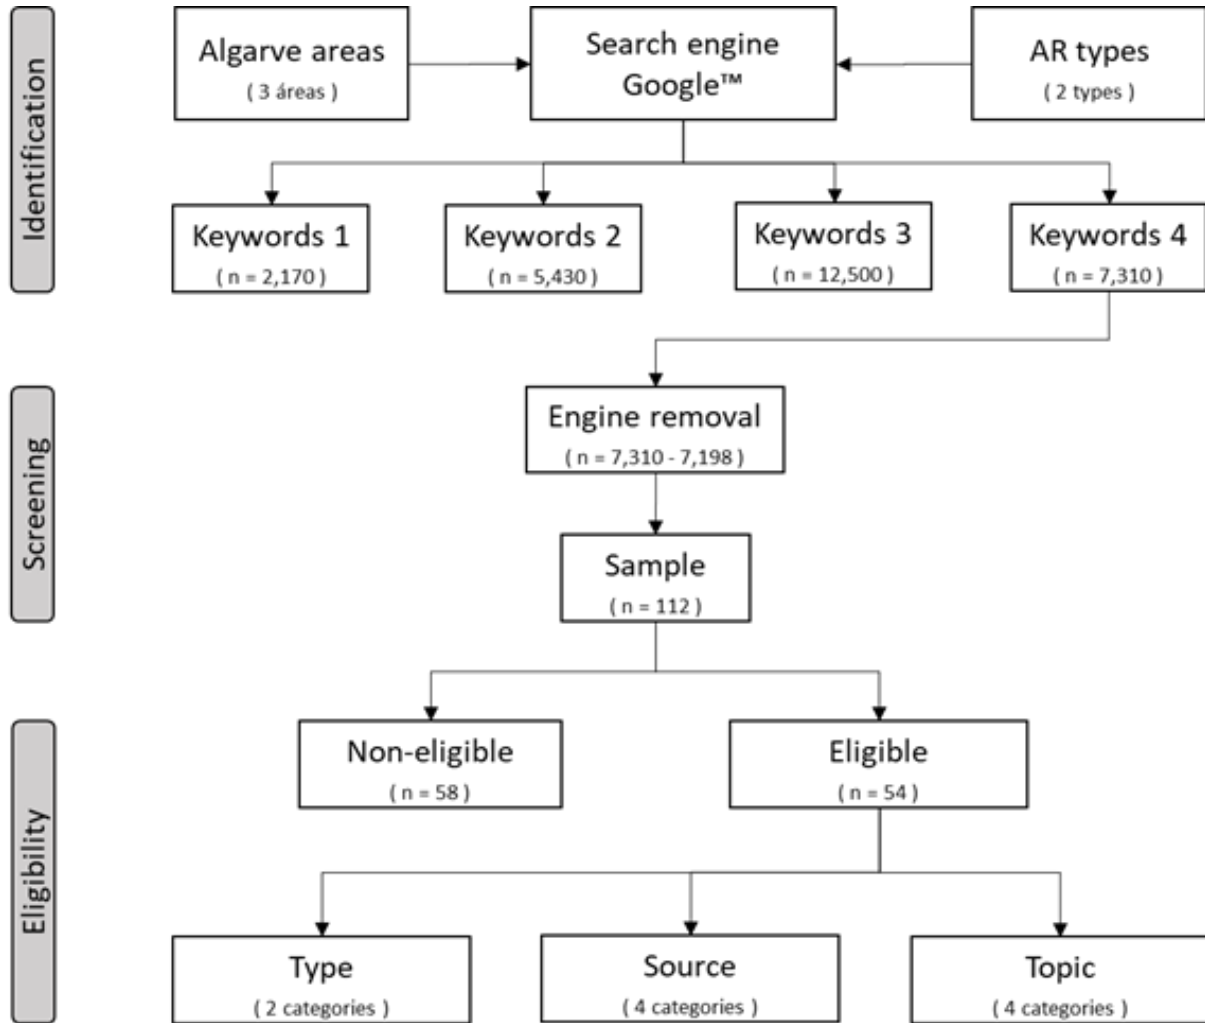 Identification
Algarve areas
( 3 áreas )
Search engine
Google™
AR types
( 2 types )
Keywords 1
( n = 2,170 )
Keywords 2
( n = 5,430 )
Keywords 3
( n = 12,500 )
Keywords 4
( n = 7,310 )
Screening
Engine removal
( n = 7,310 - 7,198 )
Sample
( n = 112 )
Eligibility
Non-eligible
( n = 58 )
Eligible
( n = 54 )
Type
( 2 categories )
Source
( 4 categories )
Topic
( 4 categories )